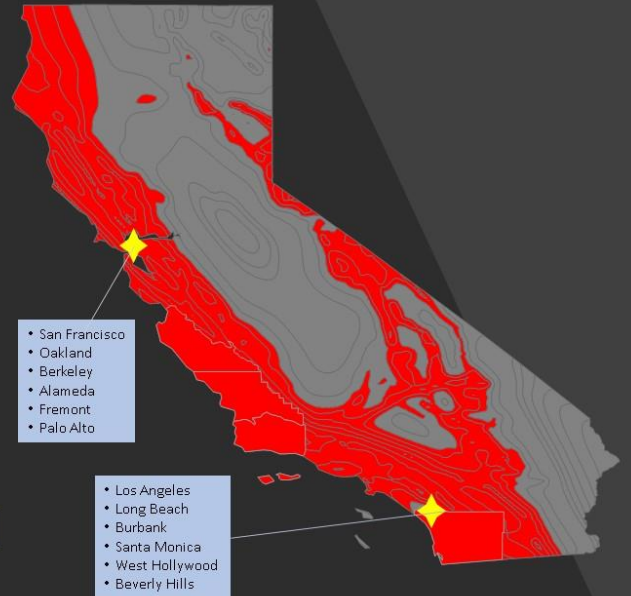 • San Francisco
• Oakland
• Berkeley
• Alameda
• Fremont
• Palo Alto
• Los Angeles
• Long Beach
• Burbank
• Santa Monica
• West Hollywood
• Beverly Hills